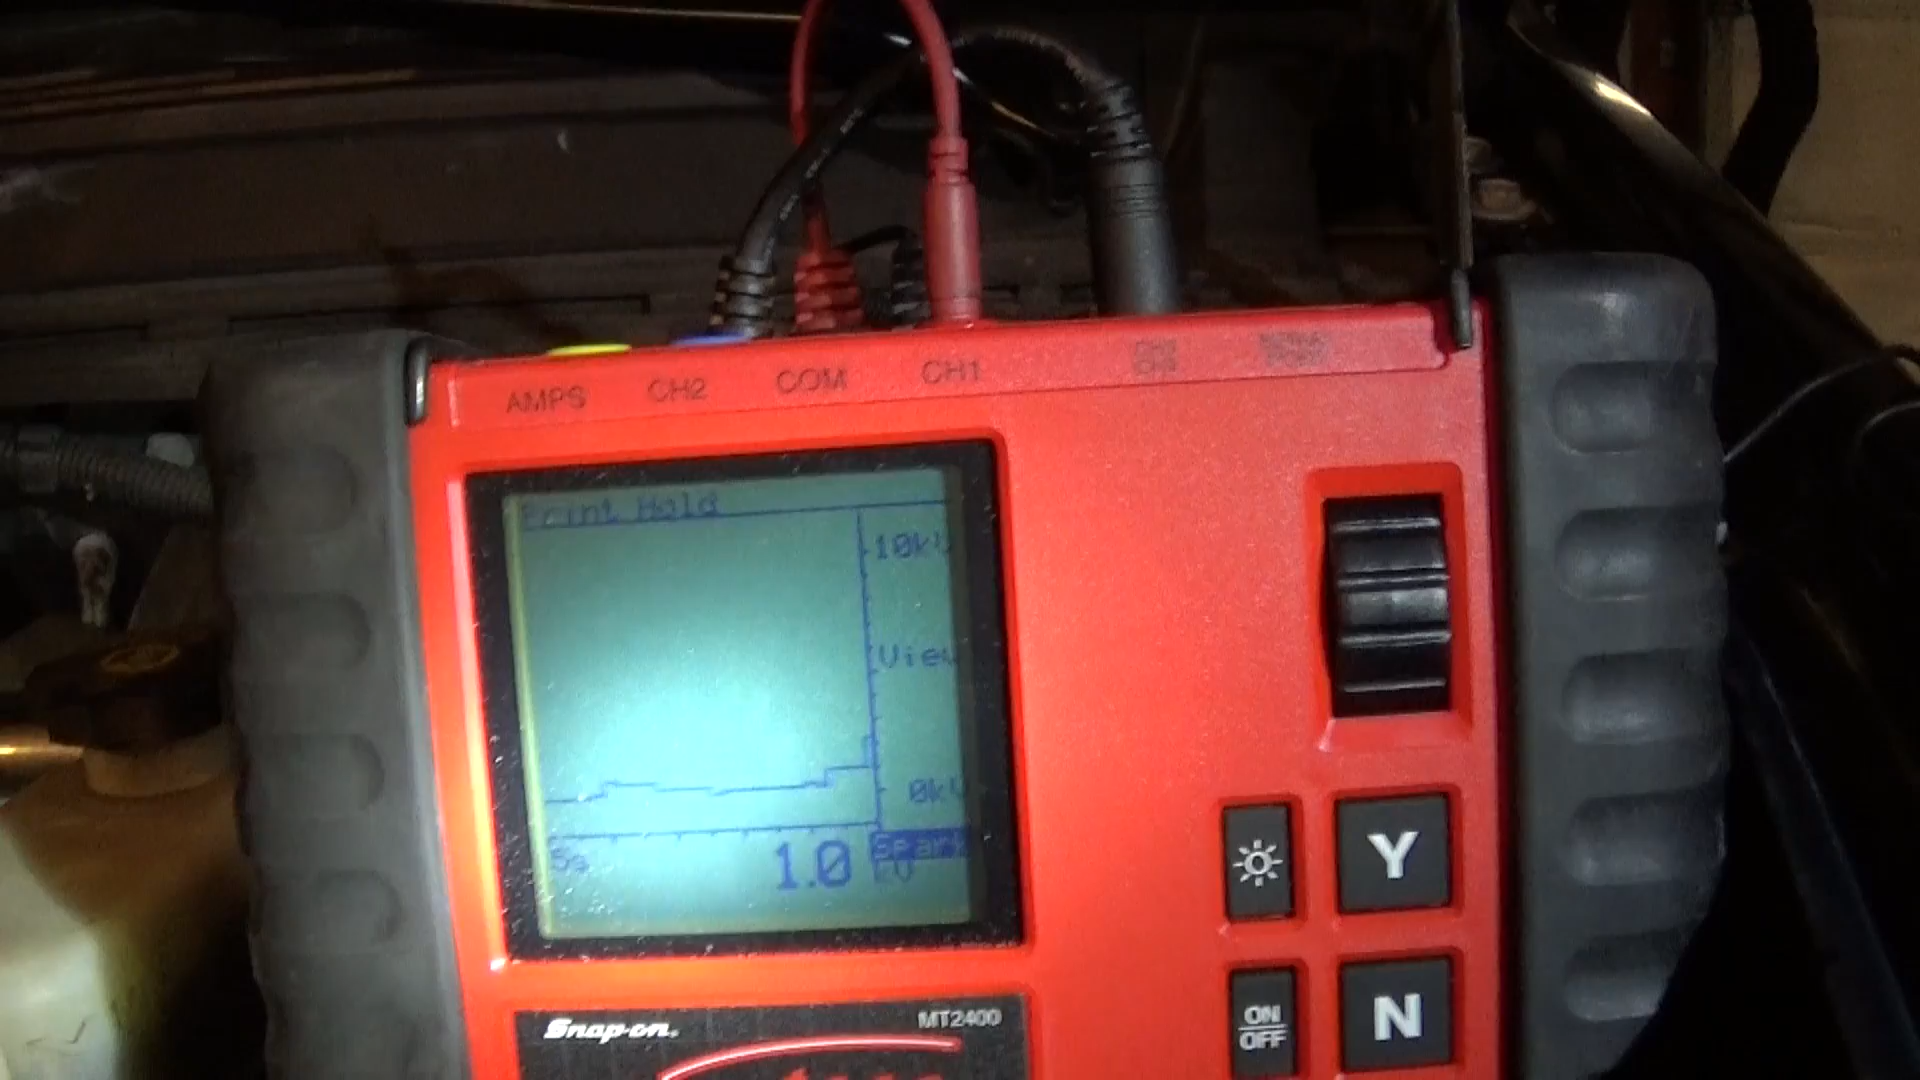 AMPS CH2 COM CH1
Print Hold
10kV
View
0kV
5s 1.0 Spark
Y
ON
OFF
N
Snap-on. MT2400